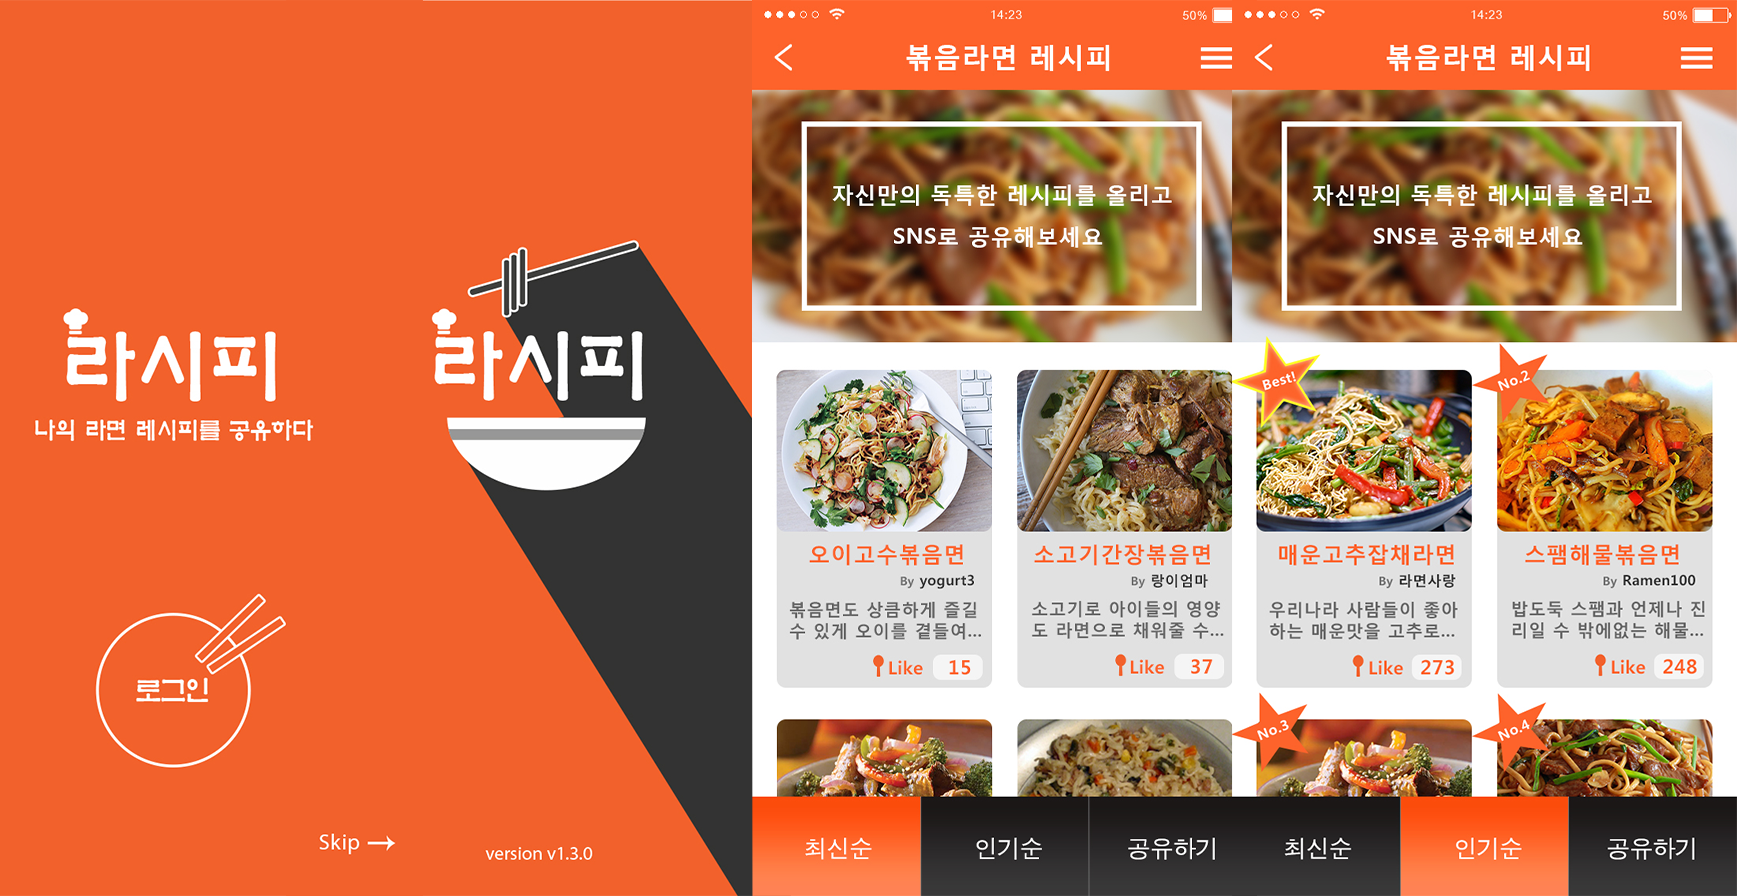 라시피
나의 라면 레시피를 공유하다
로그인
Skip
라시피
version v1.3.0
14:23
50%
볶음라면 레시피
자신만의 독특한 레시피를 올리고
SNS로 공유해보세요
오이고수볶음면
By yogurt3
볶음면도 상큼하게 즐길
수 있게 오이를 곁들여...
Like 15
소고기간장볶음면
By 랑이엄마
소고기로 아이들의 영양
도 라면으로 채워줄 수...
Like 37
최신순
인기순
공유하기
14:23
50%
볶음라면 레시피
자신만의 독특한 레시피를 올리고
SNS로 공유해보세요
Best!
매운고추잡채라면
By 라면사랑
우리나라 사람들이 좋아
하는 매운맛을 고추로...
Like 273
No.2
스팸해물볶음면
By Ramen100
밥도둑 스팸과 언제나 진
리일 수 밖에없는 해물...
Like 248
No.3
No.4
최신순
인기순
공유하기